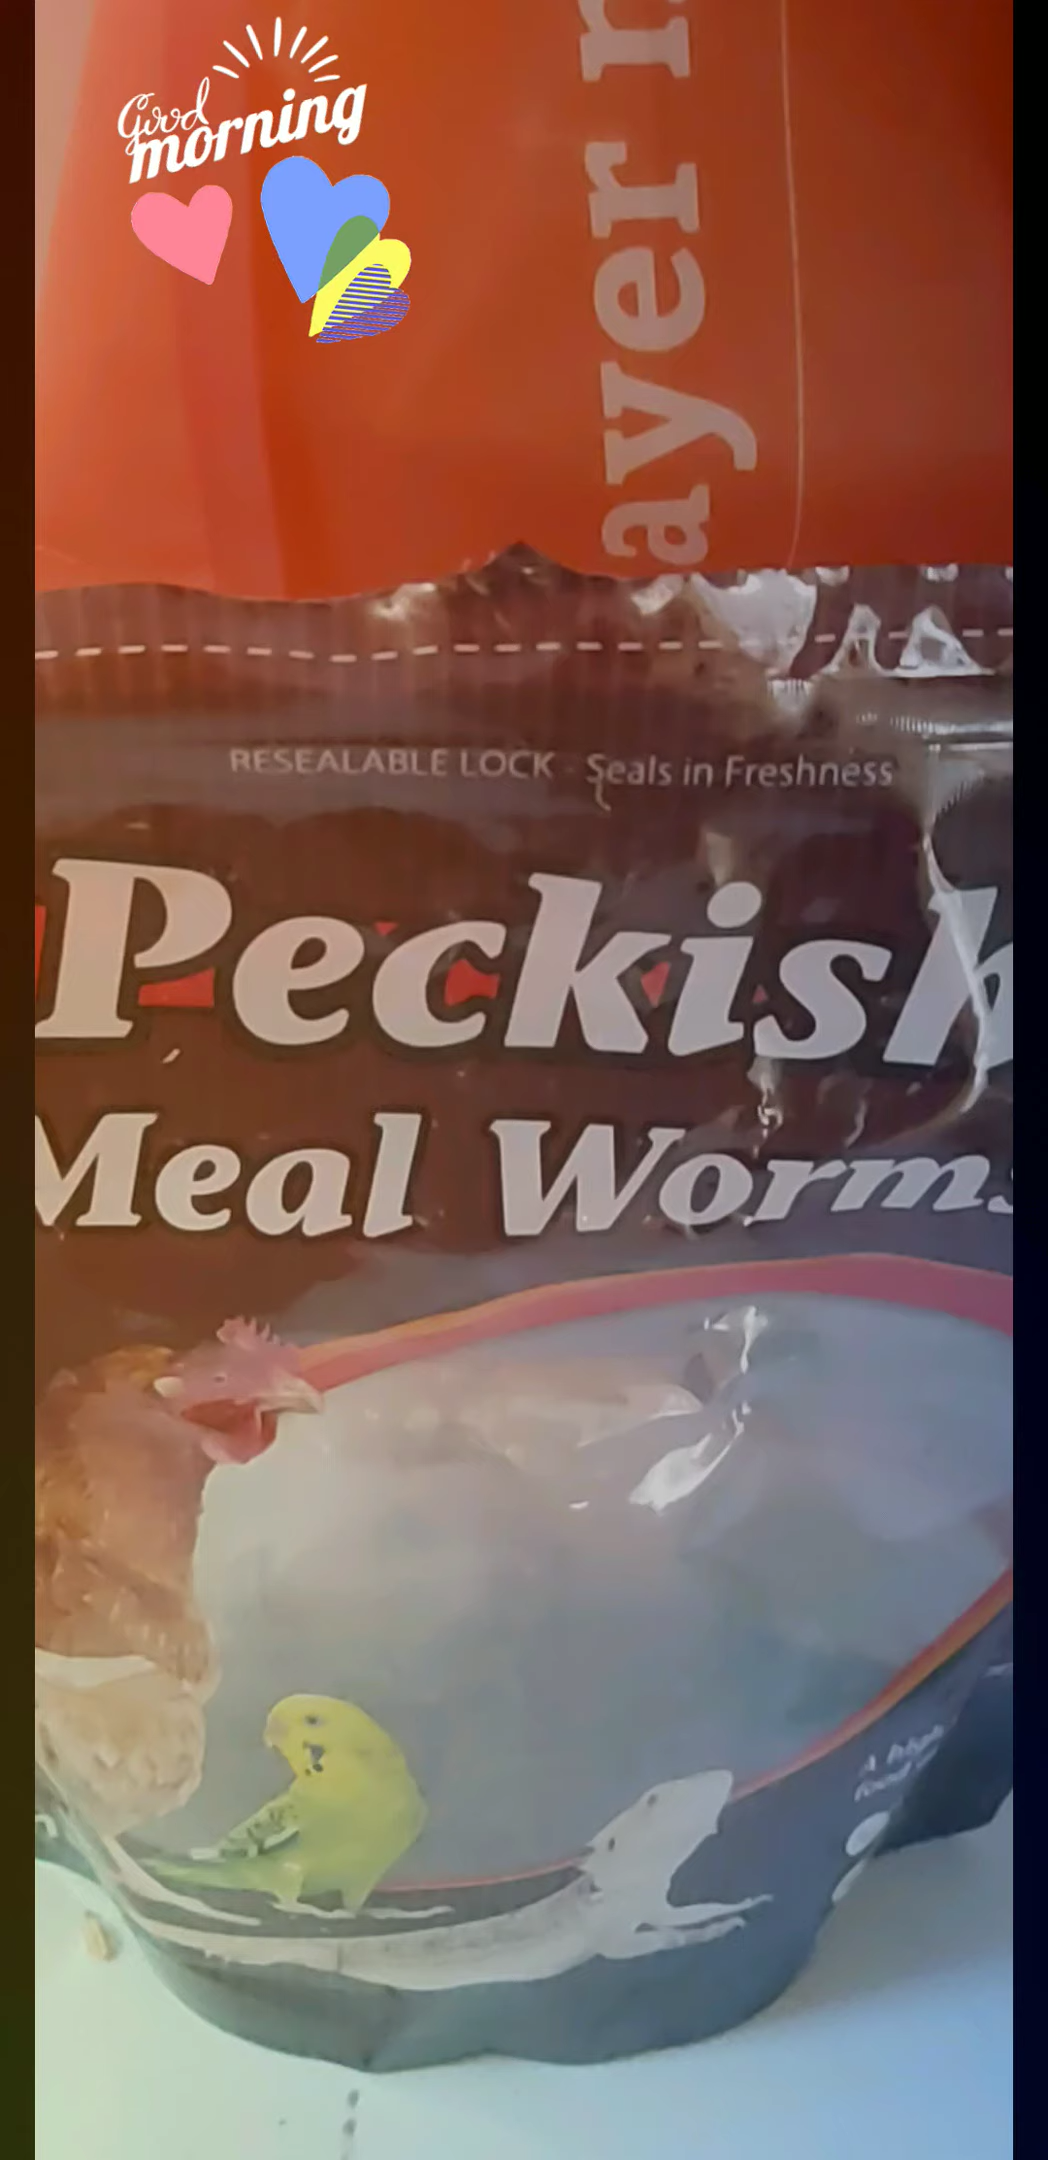 Good
morning
ayer
RESEALABLE LOCK - Seals in Freshness
Peckish
Meal Worms
A